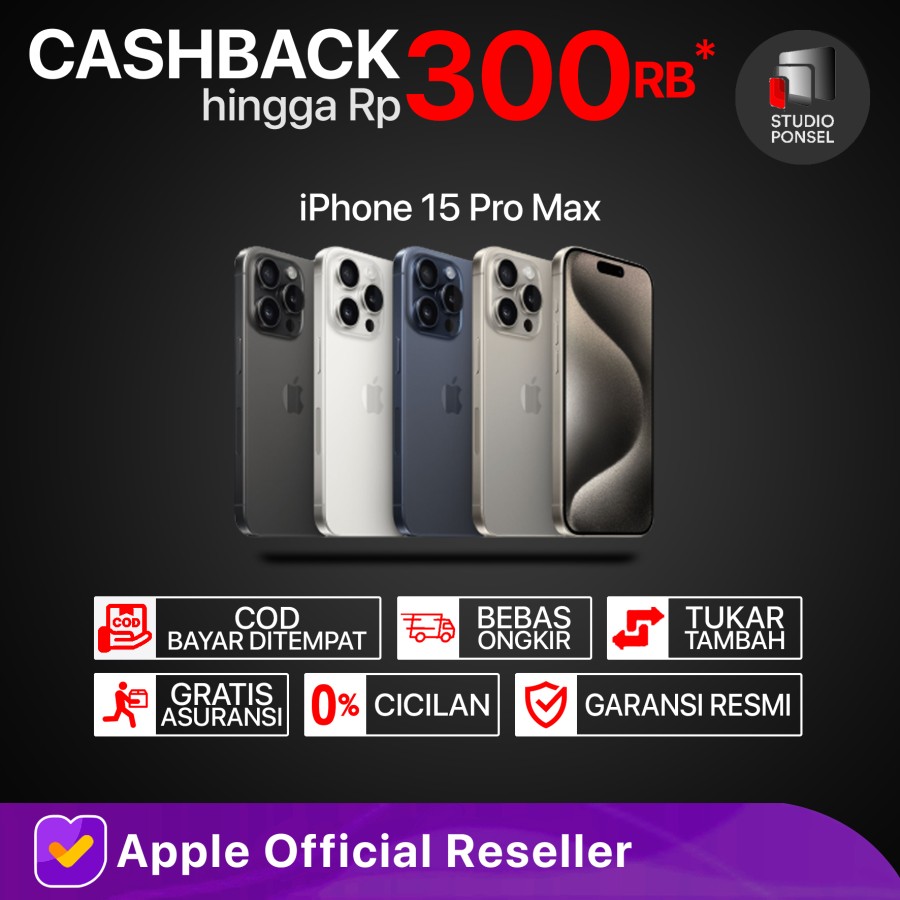 CASHBACK
hingga Rp 300RB*
STUDIO
PONSEL
iPhone 15 Pro Max
COD
COD
BAYAR DITEMPAT
BEBAS
ONGKIR
TUKAR
TAMBAH
GRATIS
ASURANSI
0% CICILAN
GARANSI RESMI
Apple Official Reseller